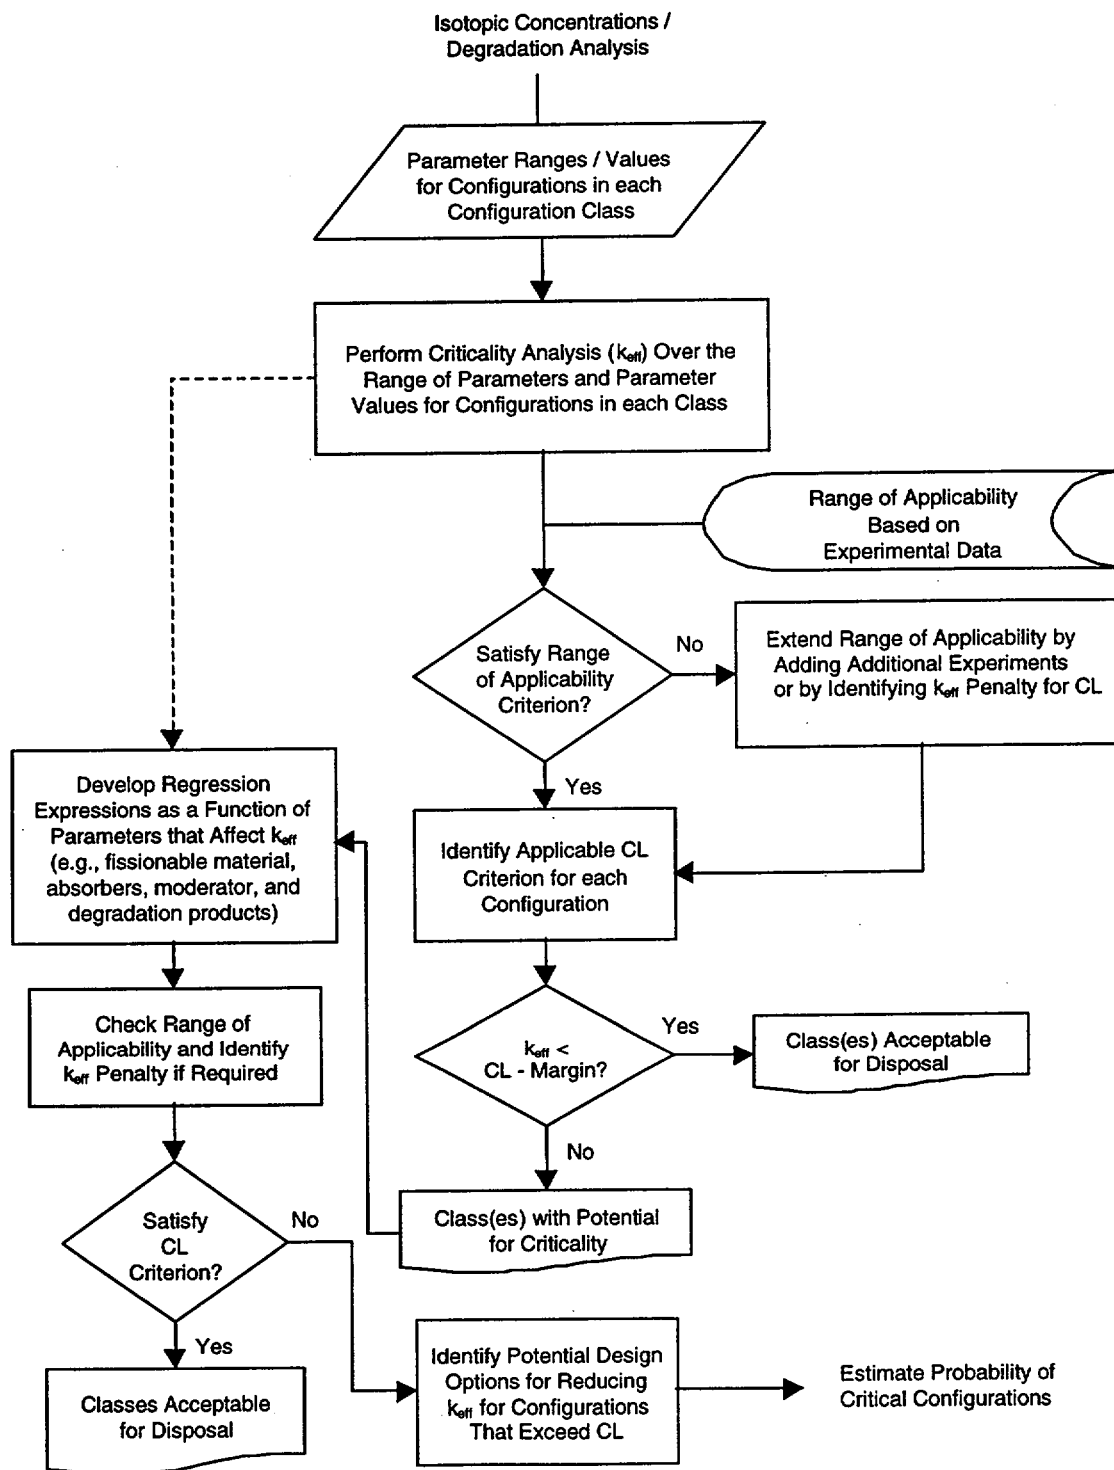 Isotopic Concentrations /
Degradation Analysis
Parameter Ranges / Values
for Configurations in each
Configuration Class
Perform Criticality Analysis (keff) Over the
Range of Parameters and Parameter
Values for Configurations in each Class
Range of Applicability
Based on
Experimental Data
Satisfy Range
of Applicability
Criterion?
No
Extend Range of Applicability by
Adding Additional Experiments
or by Identifying keff Penalty for CL
Yes
Develop Regression
Expressions as a Function of
Parameters that Affect keff
(e.g., fissionable material,
absorbers, moderator, and
degradation products)
Identify Applicable CL
Criterion for each
Configuration
Check Range of
Applicability and Identify
keff Penalty if Required
keff <
CL - Margin?
Yes
Class(es) Acceptable
for Disposal
No
Class(es) with Potential
for Criticality
Satisfy
CL
Criterion?
No
Yes
Classes Acceptable
for Disposal
Identify Potential Design
Options for Reducing
keff for Configurations
That Exceed CL
Estimate Probability of
Critical Configurations